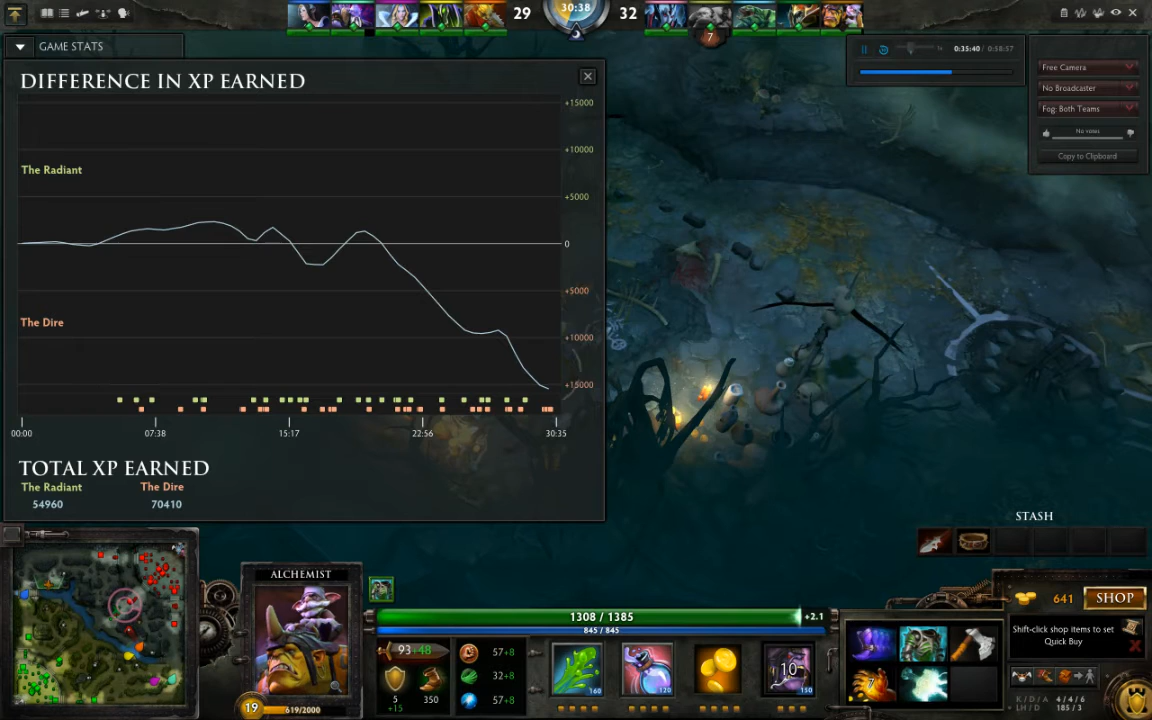 29 30:38 32
7
GAME STATS
DIFFERENCE IN XP EARNED
+15000
+10000
The Radiant
+5000
0
+5000
The Dire
+10000
+15000
00:00 07:38 15:17 22:56 30:35
TOTAL XP EARNED
The Radiant The Dire
54960 70410
1x 0:35:40 / 0:58:57
Free Camera
No Broadcaster
Fog: Both Teams
No votes
Copy to Clipboard
STASH
ALCHEMIST
1308 / 1385 +2.1
845 / 845
93+48
5
+15
350
57+8
32+8
57+8
160
120
10
150
19 619/2000
7
641 SHOP
Shift-click shop items to set
Quick Buy
K / D / A 4/4/6
LH / D 185 / 3